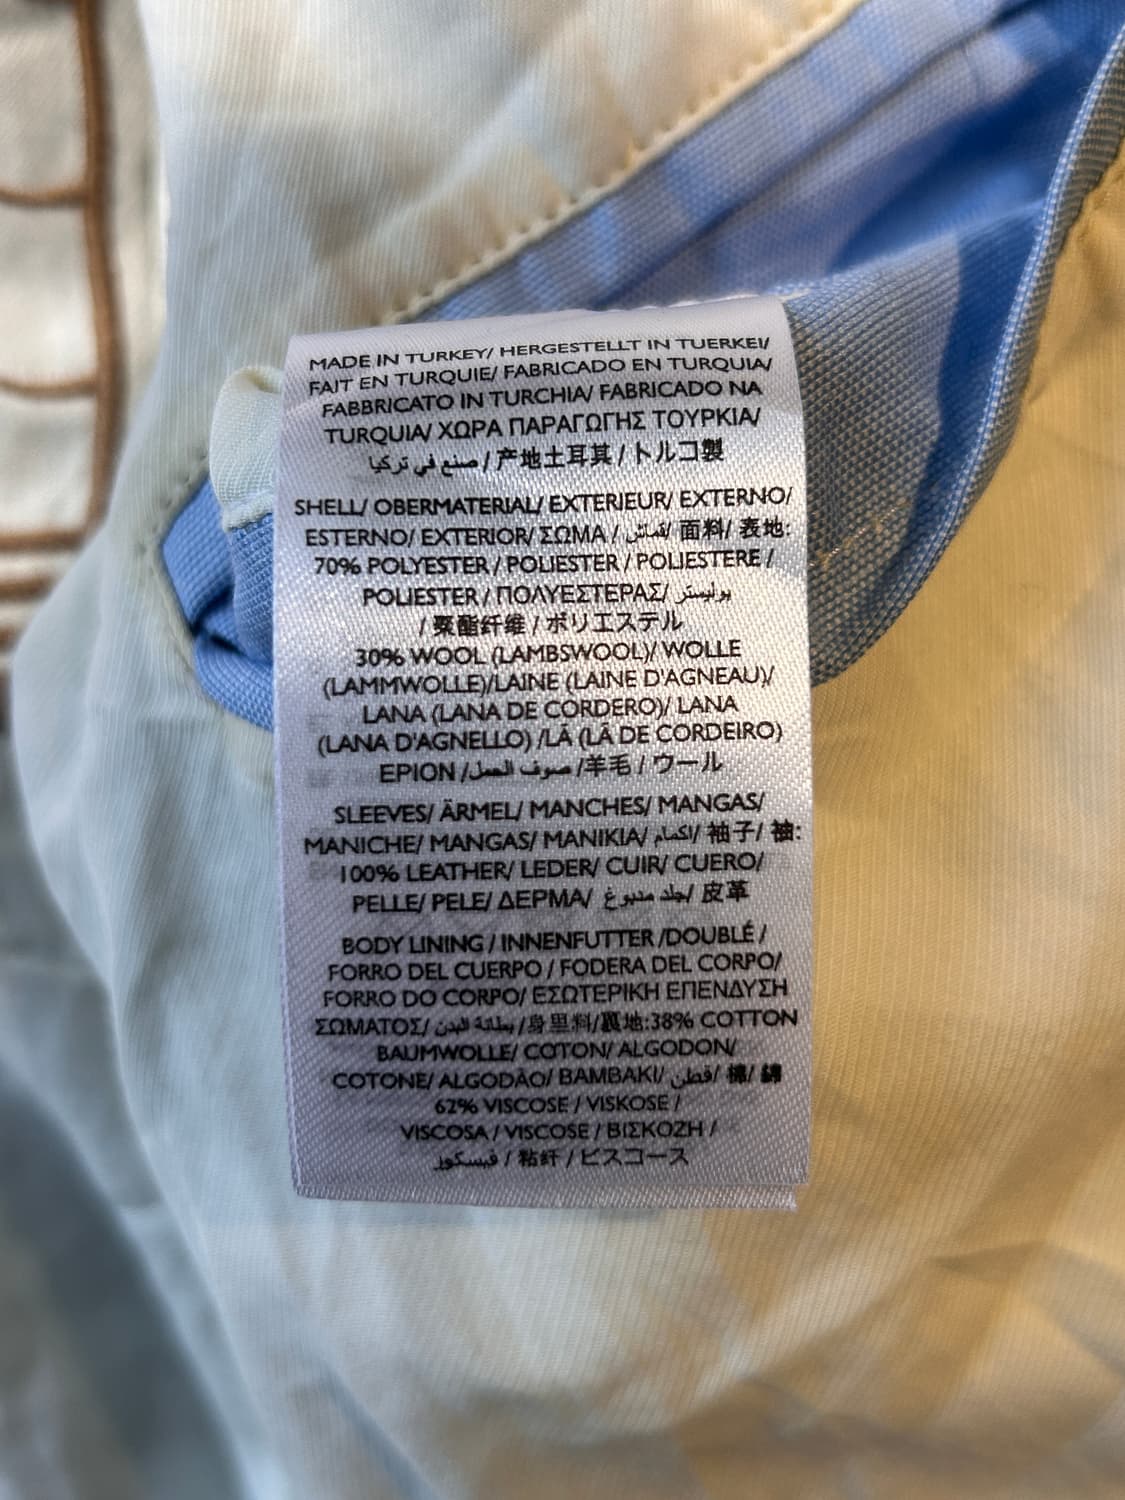 MADE IN TURKEY/ HERGESTELLT IN TUERKEI/
FAIT EN TURQUIE/ FABRICADO EN TURQUIA/
FABBRICATO IN TURCHIA/ FABRICADO NA
TURQUIA/ ΧΩΡΑ ΠΑΡΑΓΩΓΗΣ ΤΟΥΡΚΙΑ/
صنع في تركيا / 产地土耳其 / トルコ製
SHELL/ OBERMATERIAL/ EXTERIEUR/ EXTERNO/
ESTERNO/ EXTERIOR/ ΣΩΜΑ / قماش/ 面料/ 表地:
70% POLYESTER / POLIESTER / POLIESTERE /
POLIESTER / ΠΟΛΥΕΣΤΕΡΑΣ/ بوليستر
/ 聚酯纤维 / ポリエステル
30% WOOL (LAMBSWOOL)/ WOLLE
(LAMMWOLLE)/LAINE (LAINE D'AGNEAU)/
LANA (LANA DE CORDERO)/ LANA
(LANA D'AGNELLO) /LÃ (LÃ DE CORDEIRO)
EPION /صوف الحمل /羊毛 / ウール
SLEEVES/ ÄRMEL/ MANCHES/ MANGAS/
MANICHE/ MANGAS/ MANIKIA/ اكمام/ 袖子/ 袖:
100% LEATHER/ LEDER/ CUIR/ CUERO/
PELLE/ PELE/ ΔΕΡΜΑ/ جلد مدبوغ/ 皮革
BODY LINING / INNENFUTTER /DOUBLÉ /
FORRO DEL CUERPO / FODERA DEL CORPO/
FORRO DO CORPO/ ΕΣΩΤΕΡΙΚΗ ΕΠΕΝΔΥΣΗ
ΣΩΜΑΤΟΣ/ بطانة البدن /身里料/裏地:38% COTTON
BAUMWOLLE/ COTON/ ALGODON/
COTONE/ ALGODÃO/ BAMBAKI/ قطن/ 棉/ 綿
62% VISCOSE / VISKOSE /
VISCOSA / VISCOSE / ΒΙΣΚΟΖΗ /
فيسكوز / 粘纤 / ビスコース